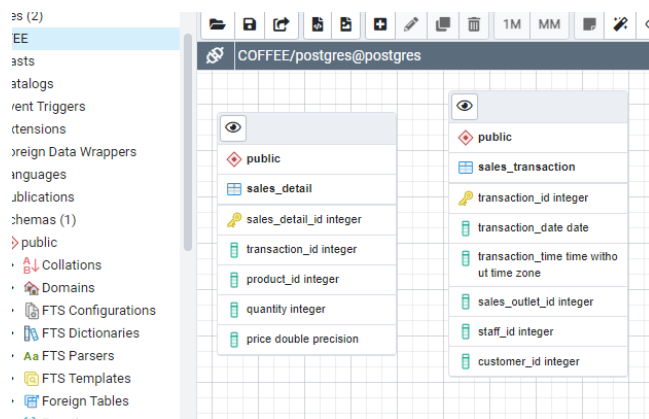 es (2)
EE
asts
atalogs
vent Triggers
xtensions
oreign Data Wrappers
anguages
ublications
chemas (1)
public
Collations
Domains
FTS Configurations
FTS Dictionaries
Aa FTS Parsers
FTS Templates
Foreign Tables
1M MM
COFFEE/postgres@postgres
public
sales_detail
sales_detail_id integer
transaction_id integer
product_id integer
quantity integer
price double precision
public
sales_transaction
transaction_id integer
transaction_date date
transaction_time time witho
ut time zone
sales_outlet_id integer
staff_id integer
customer_id integer